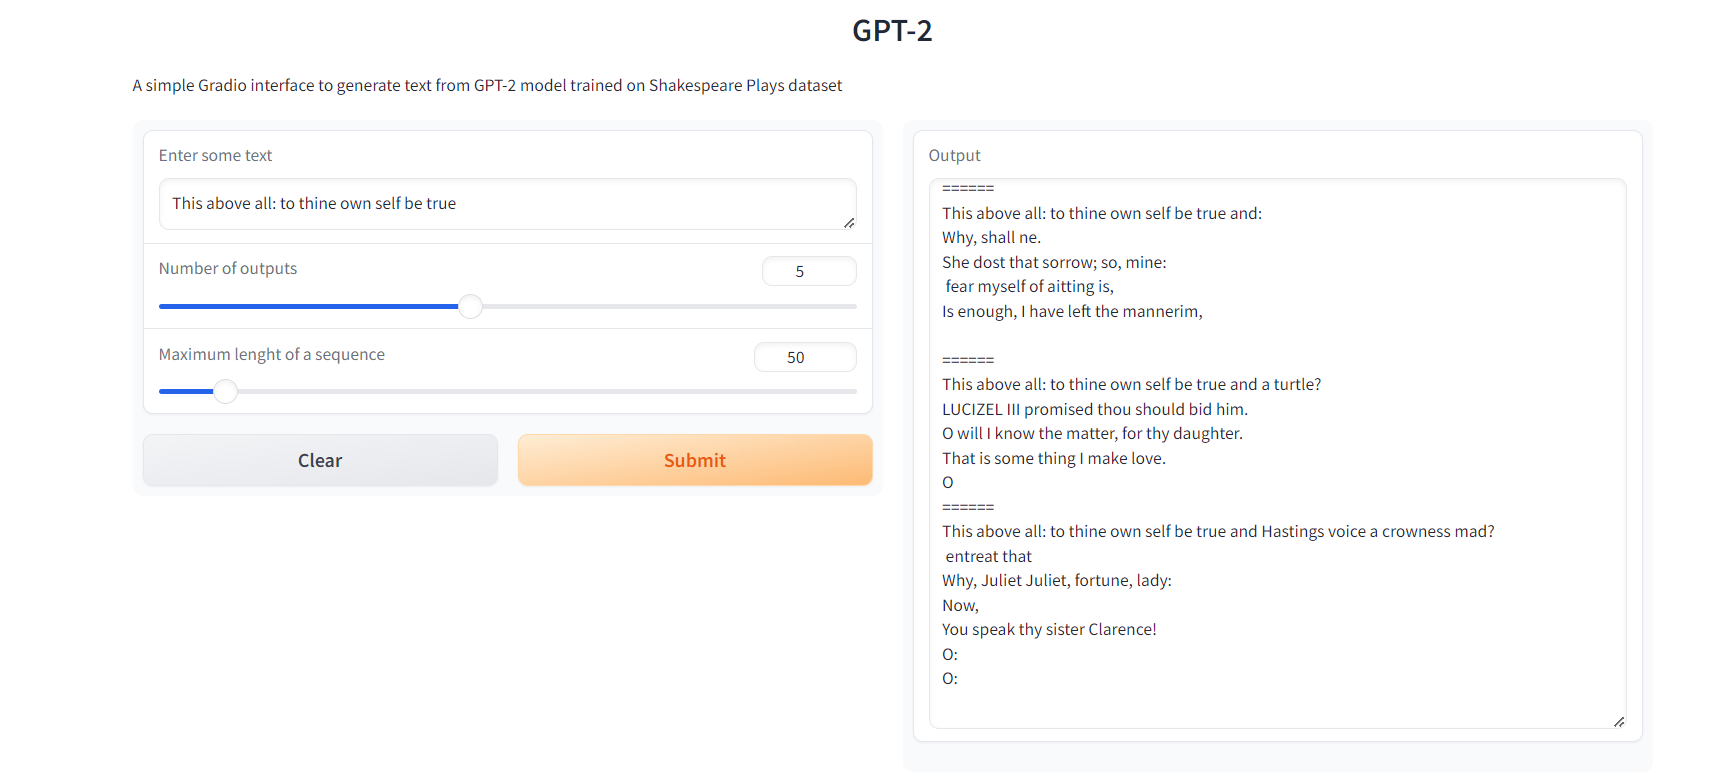 GPT-2
A simple Gradio interface to generate text from GPT-2 model trained on Shakespeare Plays dataset
Enter some text
This above all: to thine own self be true
Number of outputs
5
Maximum lenght of a sequence
50
Clear
Submit
Output
======
This above all: to thine own self be true and:
Why, shall ne.
She dost that sorrow; so, mine:
fear myself of aitting is,
Is enough, I have left the mannerim,
======
This above all: to thine own self be true and a turtle?
LUCIZEL III promised thou should bid him.
O will I know the matter, for thy daughter.
That is some thing I make love.
O
======
This above all: to thine own self be true and Hastings voice a crowness mad?
entreat that
Why, Juliet Juliet, fortune, lady:
Now,
You speak thy sister Clarence!
O:
O: